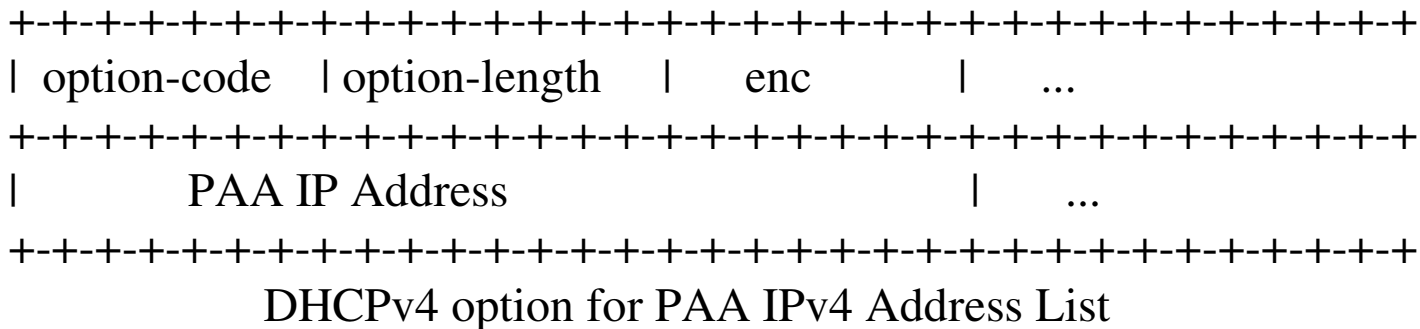 +-+-+-+-+-+-+-+-+-+-+-+-+-+-+-+-+-+-+-+-+-+-+-+-+-+-+-+-+-+-+-+-+-+-+-+-+-+-+-+
| option-code | option-length | enc | ...
+-+-+-+-+-+-+-+-+-+-+-+-+-+-+-+-+-+-+-+-+-+-+-+-+-+-+-+-+-+-+-+-+-+-+-+-+-+-+-+
| PAA IP Address | ...
+-+-+-+-+-+-+-+-+-+-+-+-+-+-+-+-+-+-+-+-+-+-+-+-+-+-+-+-+-+-+-+-+-+-+-+-+-+-+-+
DHCPv4 option for PAA IPv4 Address List